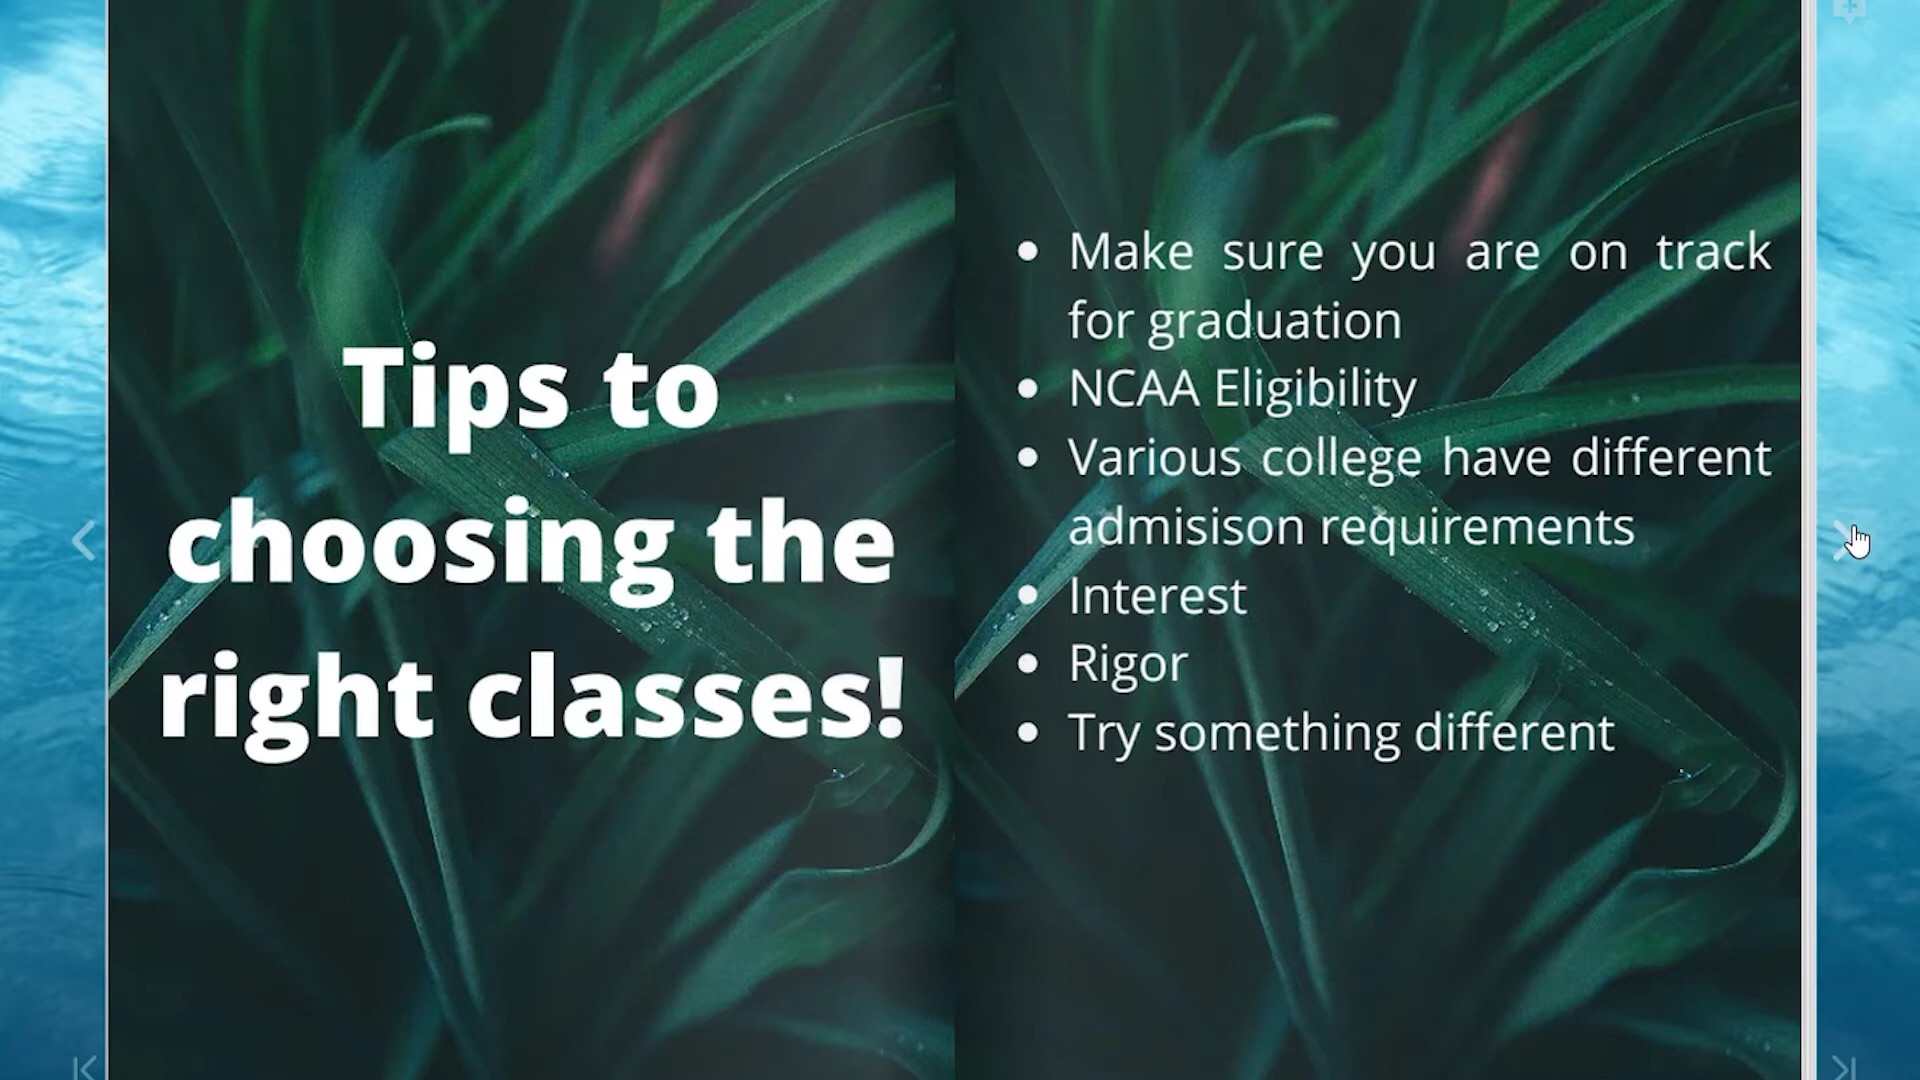 Tips to
choosing the
right classes!
• Make sure you are on track
for graduation
• NCAA Eligibility
• Various college have different
admisison requirements
• Interest
• Rigor
• Try something different